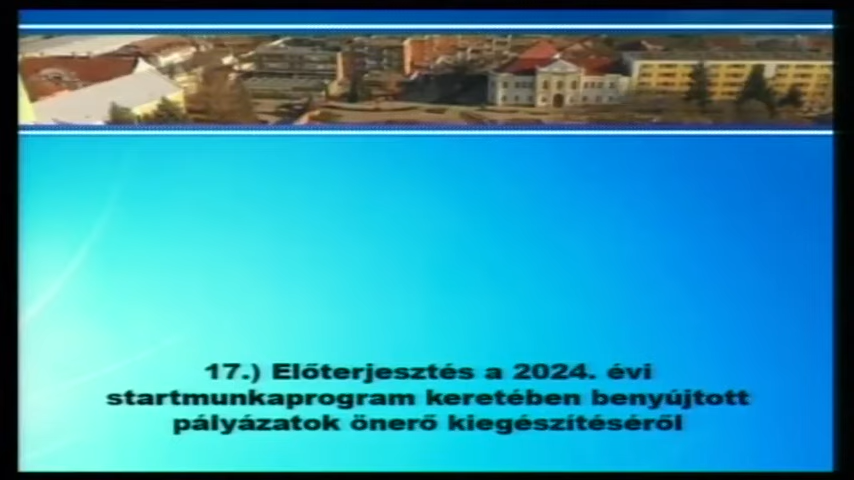 17.) Előterjesztés a 2024. évi
startmunkaprogram keretében benyújtott
pályázatok önerő kiegészítéséről